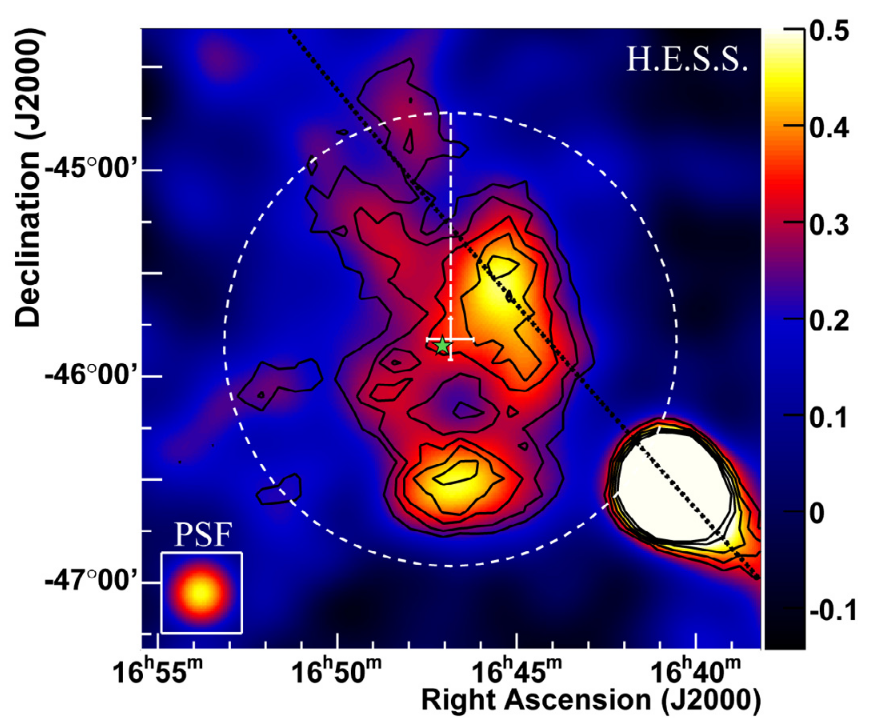 H.E.S.S.
Declination (J2000)
-45°00'
-46°00'
-47°00'
PSF
16h55m 16h50m 16h45m 16h40m
Right Ascension (J2000)
0.5
0.4
0.3
0.2
0.1
0
-0.1